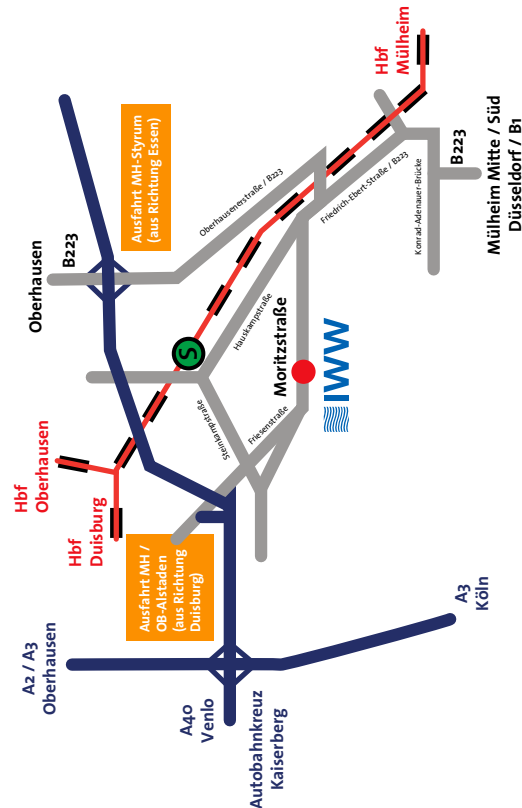 A2 / A3
Oberhausen
A40
Venlo
Autobahnkreuz
Kaiserberg
A3
Köln
Hbf
Oberhausen
Hbf
Duisburg
Ausfahrt MH /
OB-Alstaden
(aus Richtung
Duisburg)
Oberhausen
B223
Ausfahrt MH-Styrum
(aus Richtung Essen)
S
Steinkampstraße
Friesenstraße
Hauskampstraße
Oberhausenerstraße / B223
Moritzstraße
IWW
Friedrich-Ebert-Straße / B223
Konrad-Adenauer-Brücke
Hbf
Mülheim
B223
Mülheim Mitte / Süd
Düsseldorf / B1